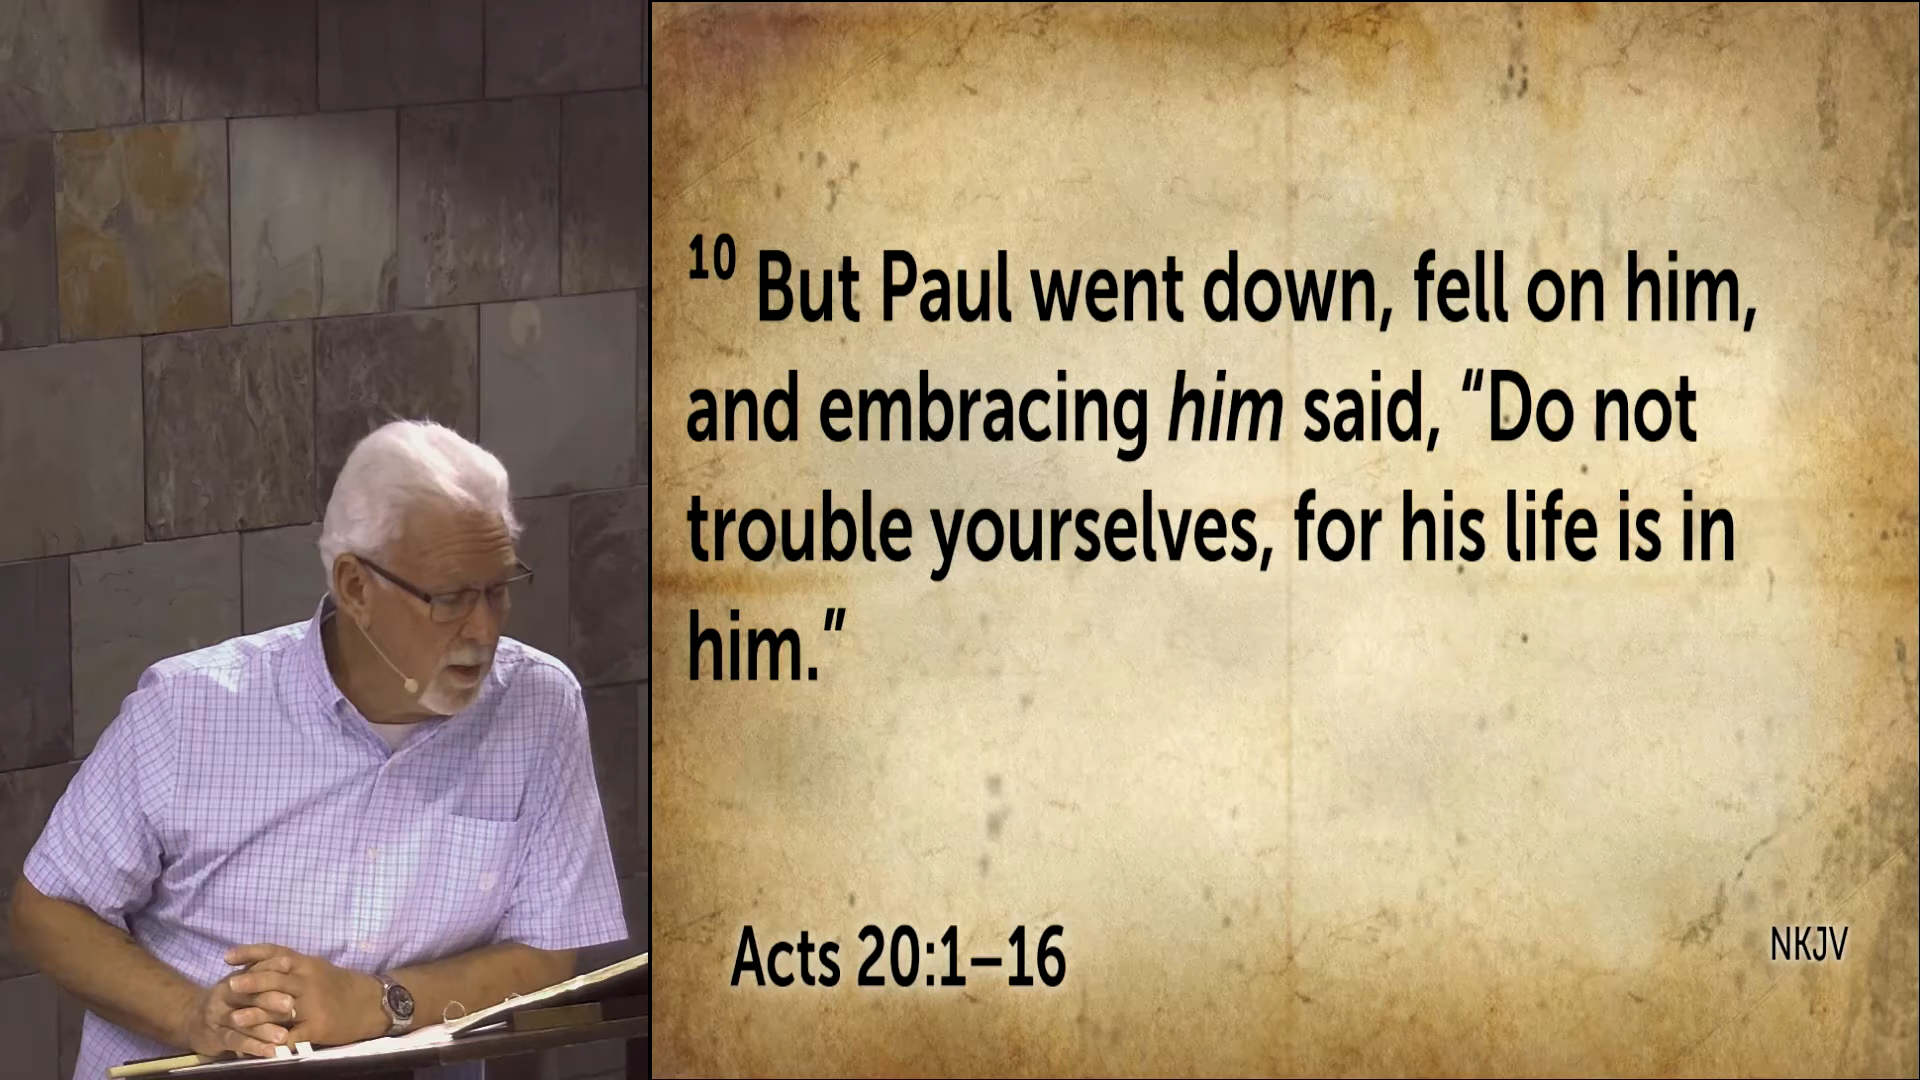 10 But Paul went down, fell on him,
and embracing him said, “Do not
trouble yourselves, for his life is in
him.”
Acts 20:1–16
NKJV